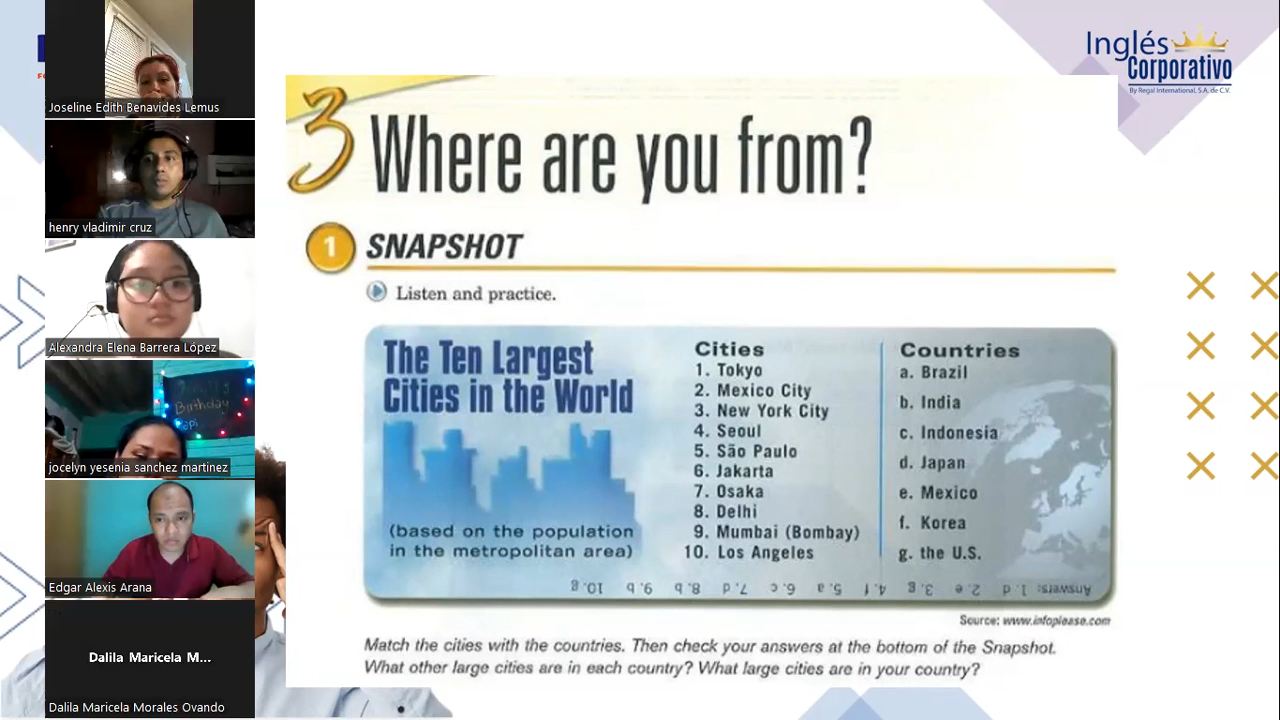 Joseline Edith Benavides Lemus
henry vladimir cruz
Alexandra Elena Barrera López
Birthday
jocelyn yesenia sanchez martinez
Edgar Alexis Arana
Dalila Maricela M...
Dalila Maricela Morales Ovando
Inglés
Corporativo
By Regal International, S.A. de C.V.
3 Where are you from?
1 SNAPSHOT
Listen and practice.
The Ten Largest
Cities in the World
(based on the population
in the metropolitan area)
Cities
1. Tokyo
2. Mexico City
3. New York City
4. Seoul
5. São Paulo
6. Jakarta
7. Osaka
8. Delhi
9. Mumbai (Bombay)
10. Los Angeles
Countries
a. Brazil
b. India
c. Indonesia
d. Japan
e. Mexico
f. Korea
g. the U.S.
Answers: 1. d 2. e 3. g 4. f 5. a 6. c 7. d 8. b 9. b 10. g
Source: www.infoplease.com
Match the cities with the countries. Then check your answers at the bottom of the Snapshot.
What other large cities are in each country? What large cities are in your country?